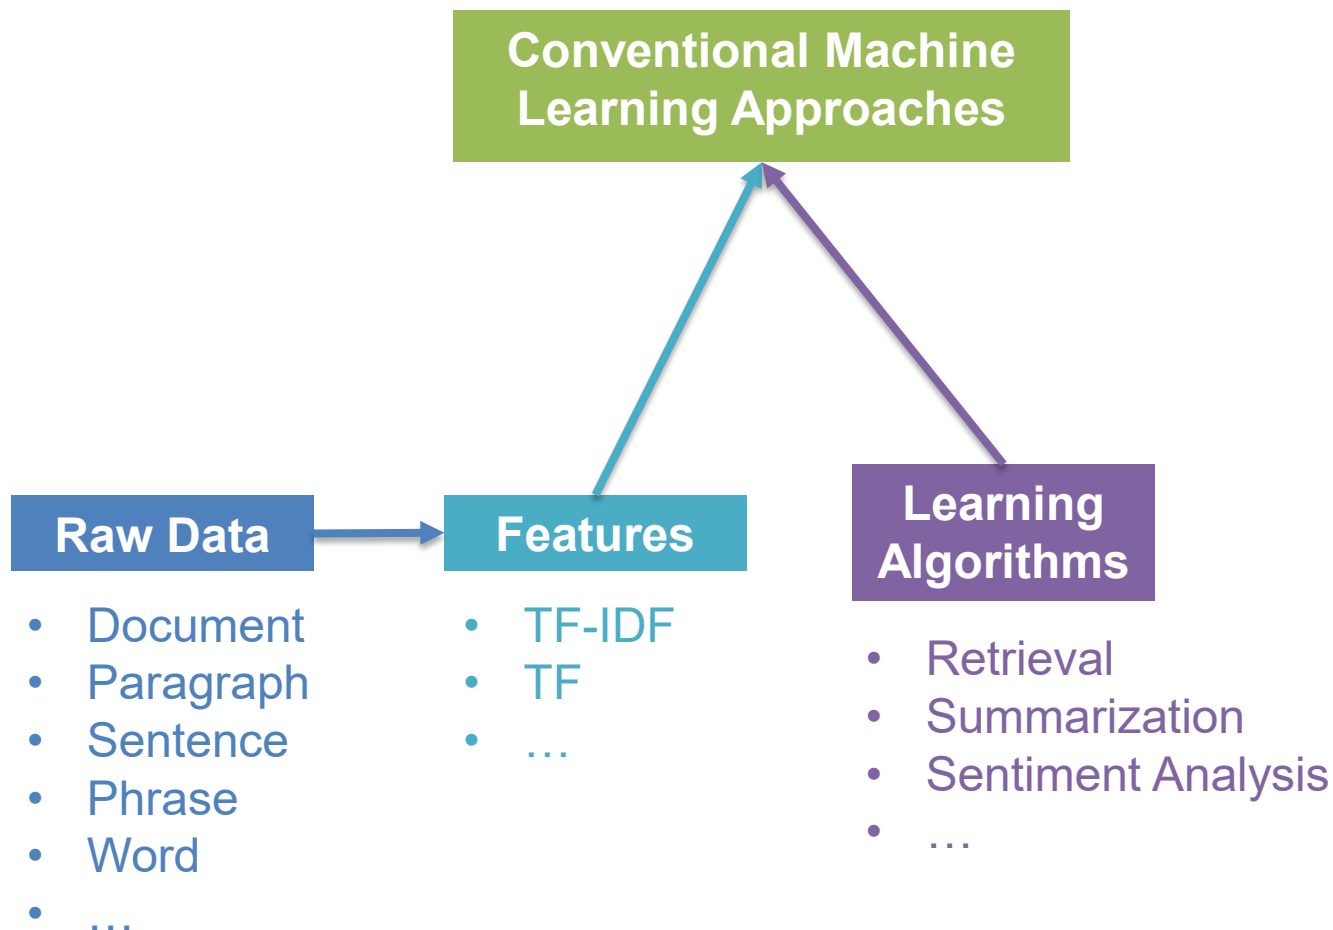 Conventional Machine
Learning Approaches
Raw Data
• Document
• Paragraph
• Sentence
• Phrase
• Word
• …
Features
• TF-IDF
• TF
• …
Learning
Algorithms
• Retrieval
• Summarization
• Sentiment Analysis
• …